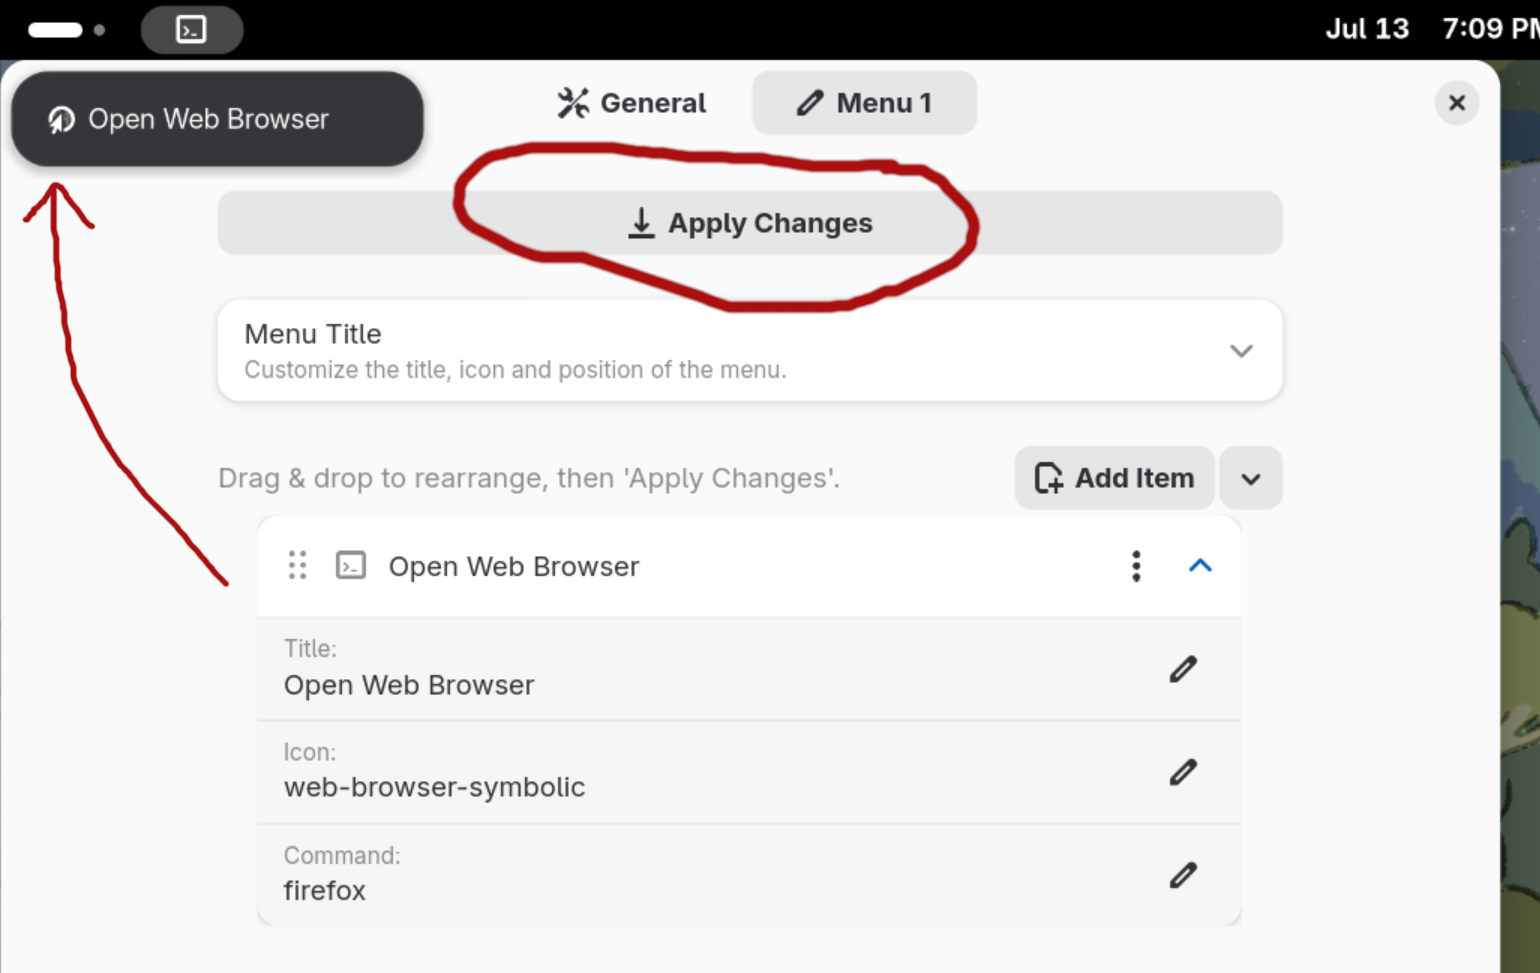 Jul 13 7:09 PM
Open Web Browser
General
Menu 1
Apply Changes
Menu Title
Customize the title, icon and position of the menu.
Drag & drop to rearrange, then 'Apply Changes'.
Add Item
Open Web Browser
Title:
Open Web Browser
Icon:
web-browser-symbolic
Command:
firefox